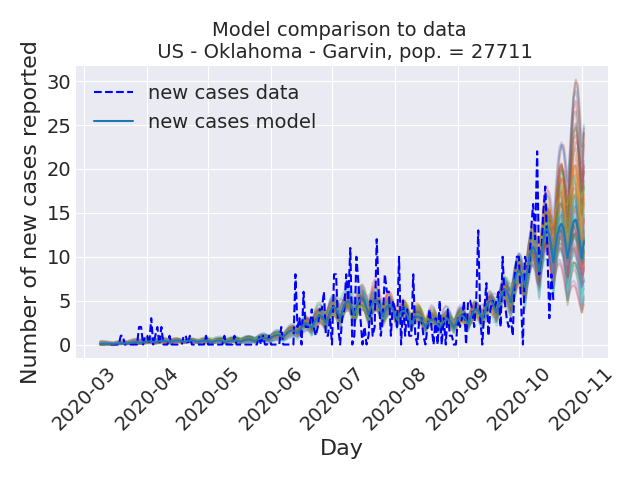 Model comparison to data
US - Oklahoma - Garvin, pop. = 27711
Number of new cases reported
30
25
20
15
10
5
0
new cases data
new cases model
2020-03
2020-04
2020-05
2020-06
2020-07
2020-08
2020-09
2020-10
2020-11
Day